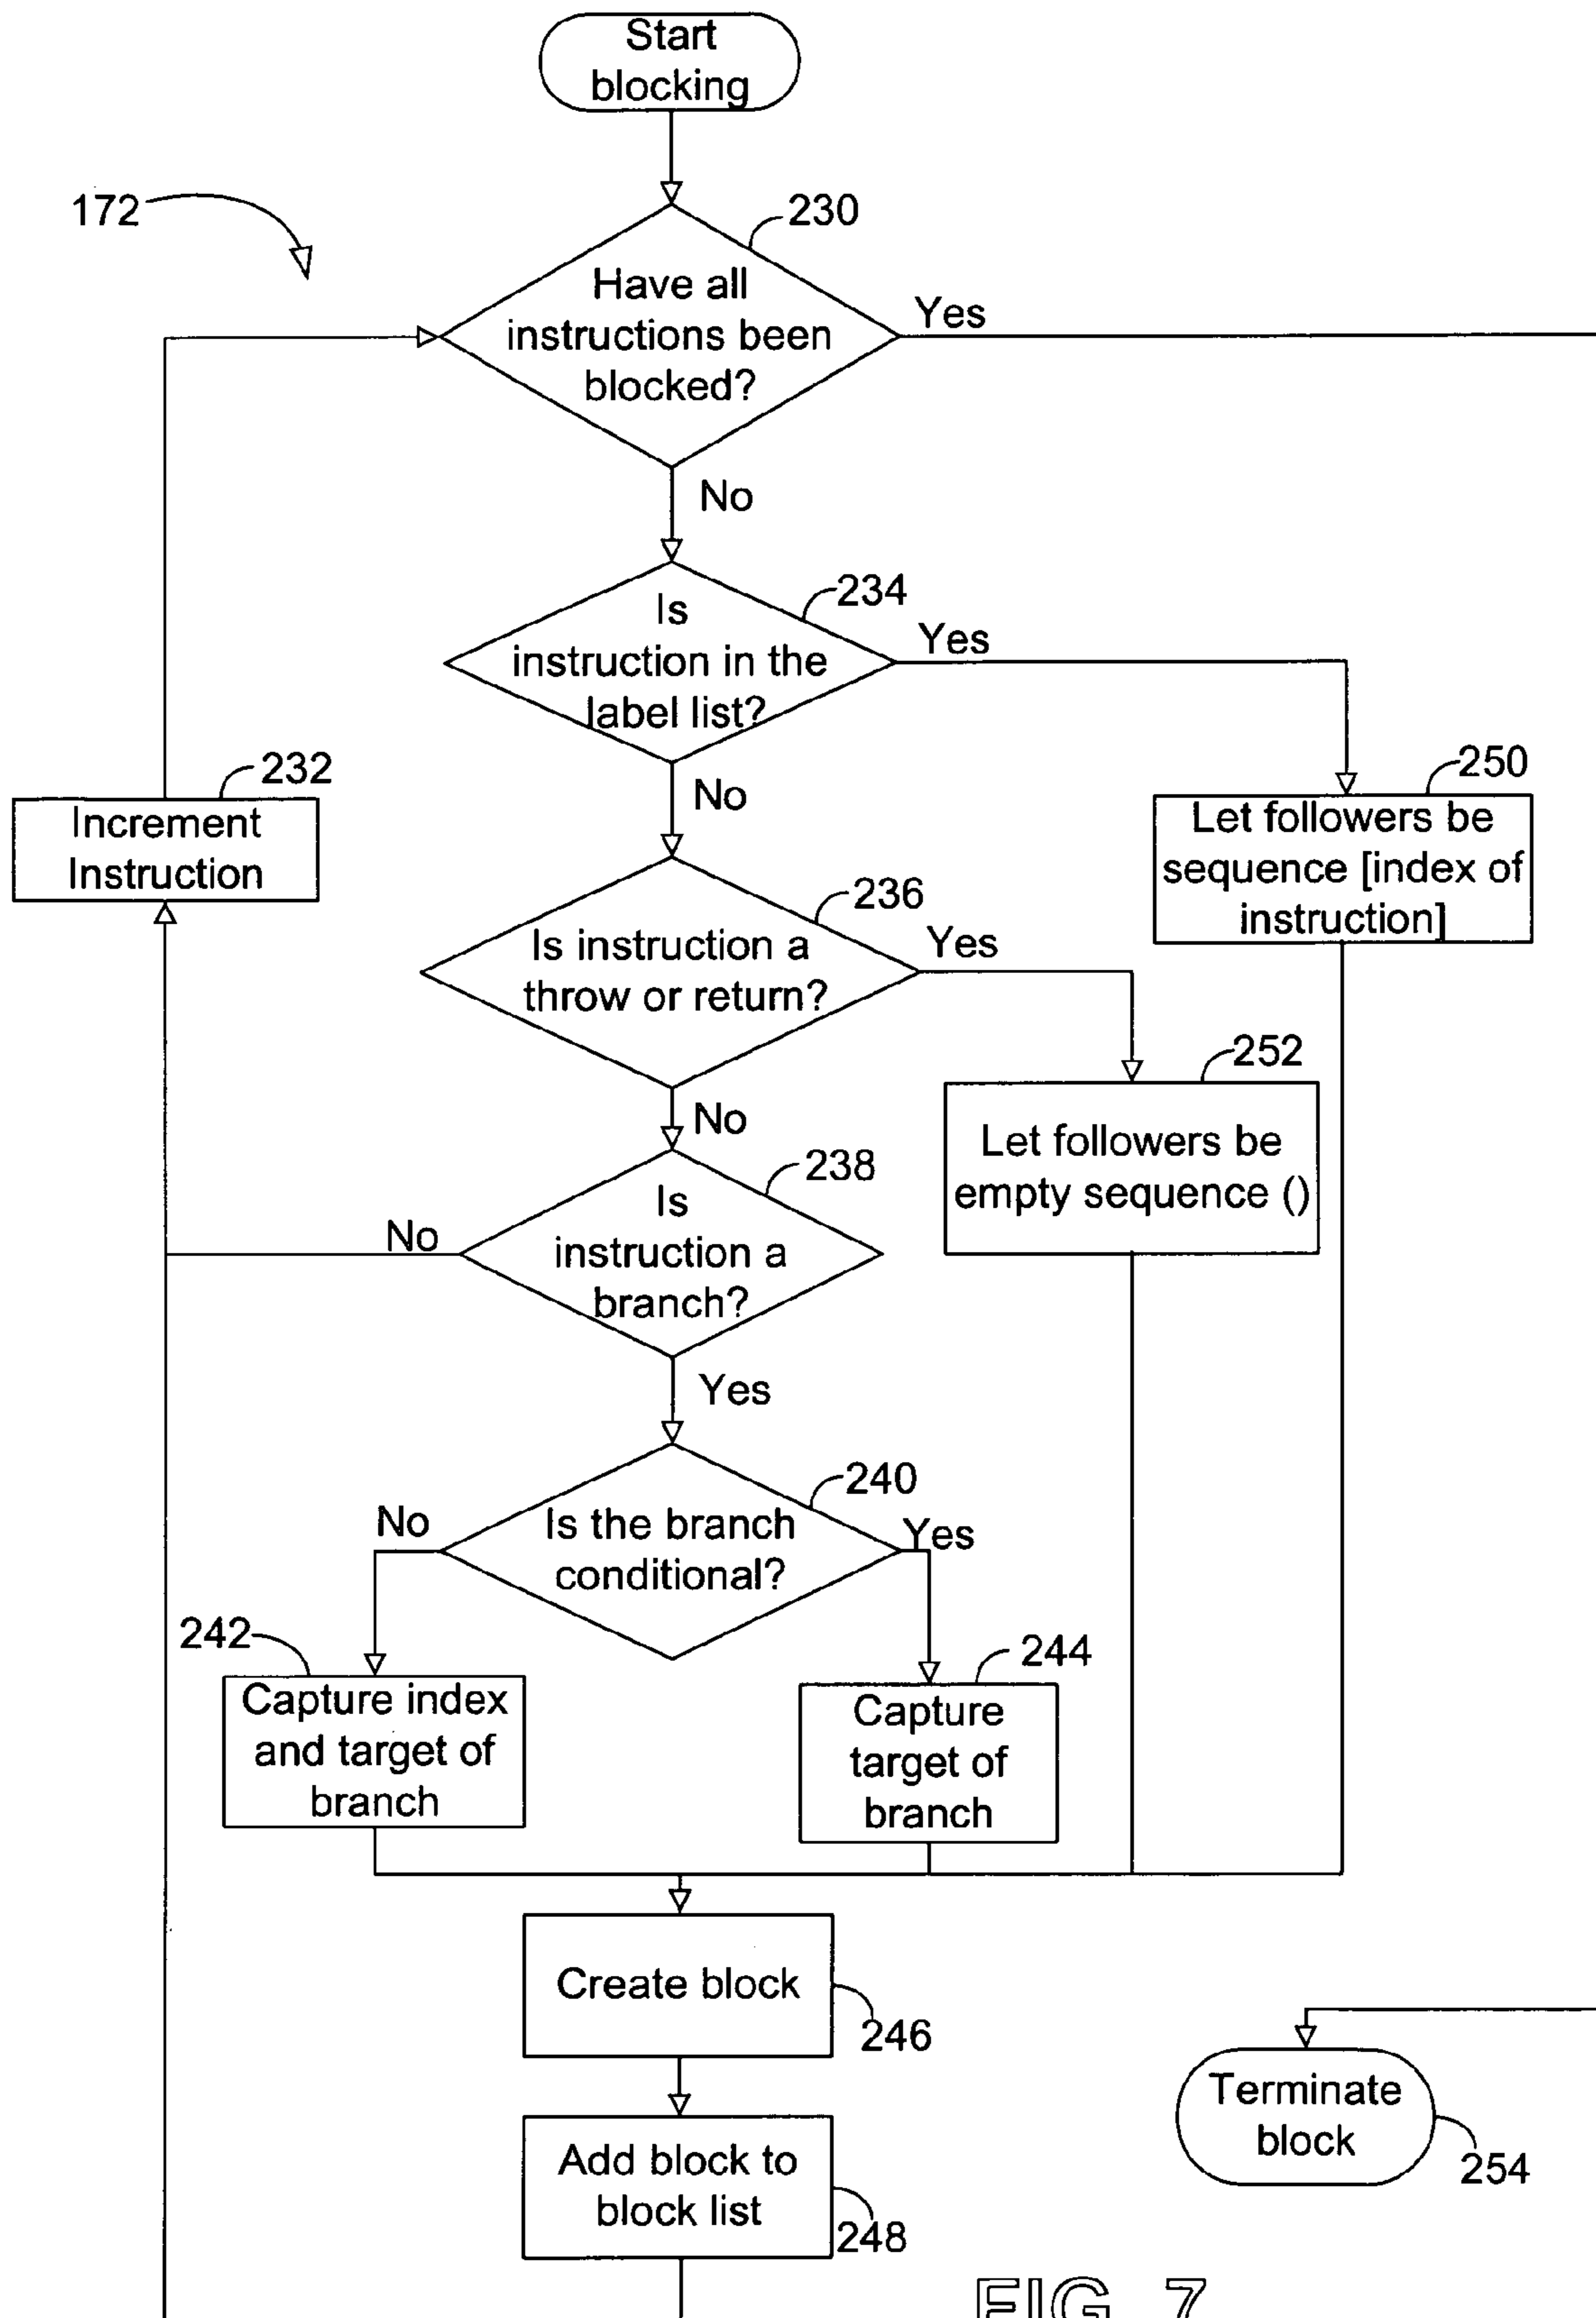 Start
blocking
172
230
Have all
instructions been
blocked?
Yes
No
234
Is
instruction in the
label list?
Yes
232
Increment
Instruction
No
250
Let followers be
sequence [index of
instruction]
236
Is instruction a
throw or return?
Yes
252
Let followers be
empty sequence ()
No
238
Is
instruction a
branch?
No
Yes
240
Is the branch
conditional?
No
Yes
242
Capture index
and target of
branch
244
Capture
target of
branch
Create block
246
Terminate
block
254
Add block to
block list
248
FIG. 7